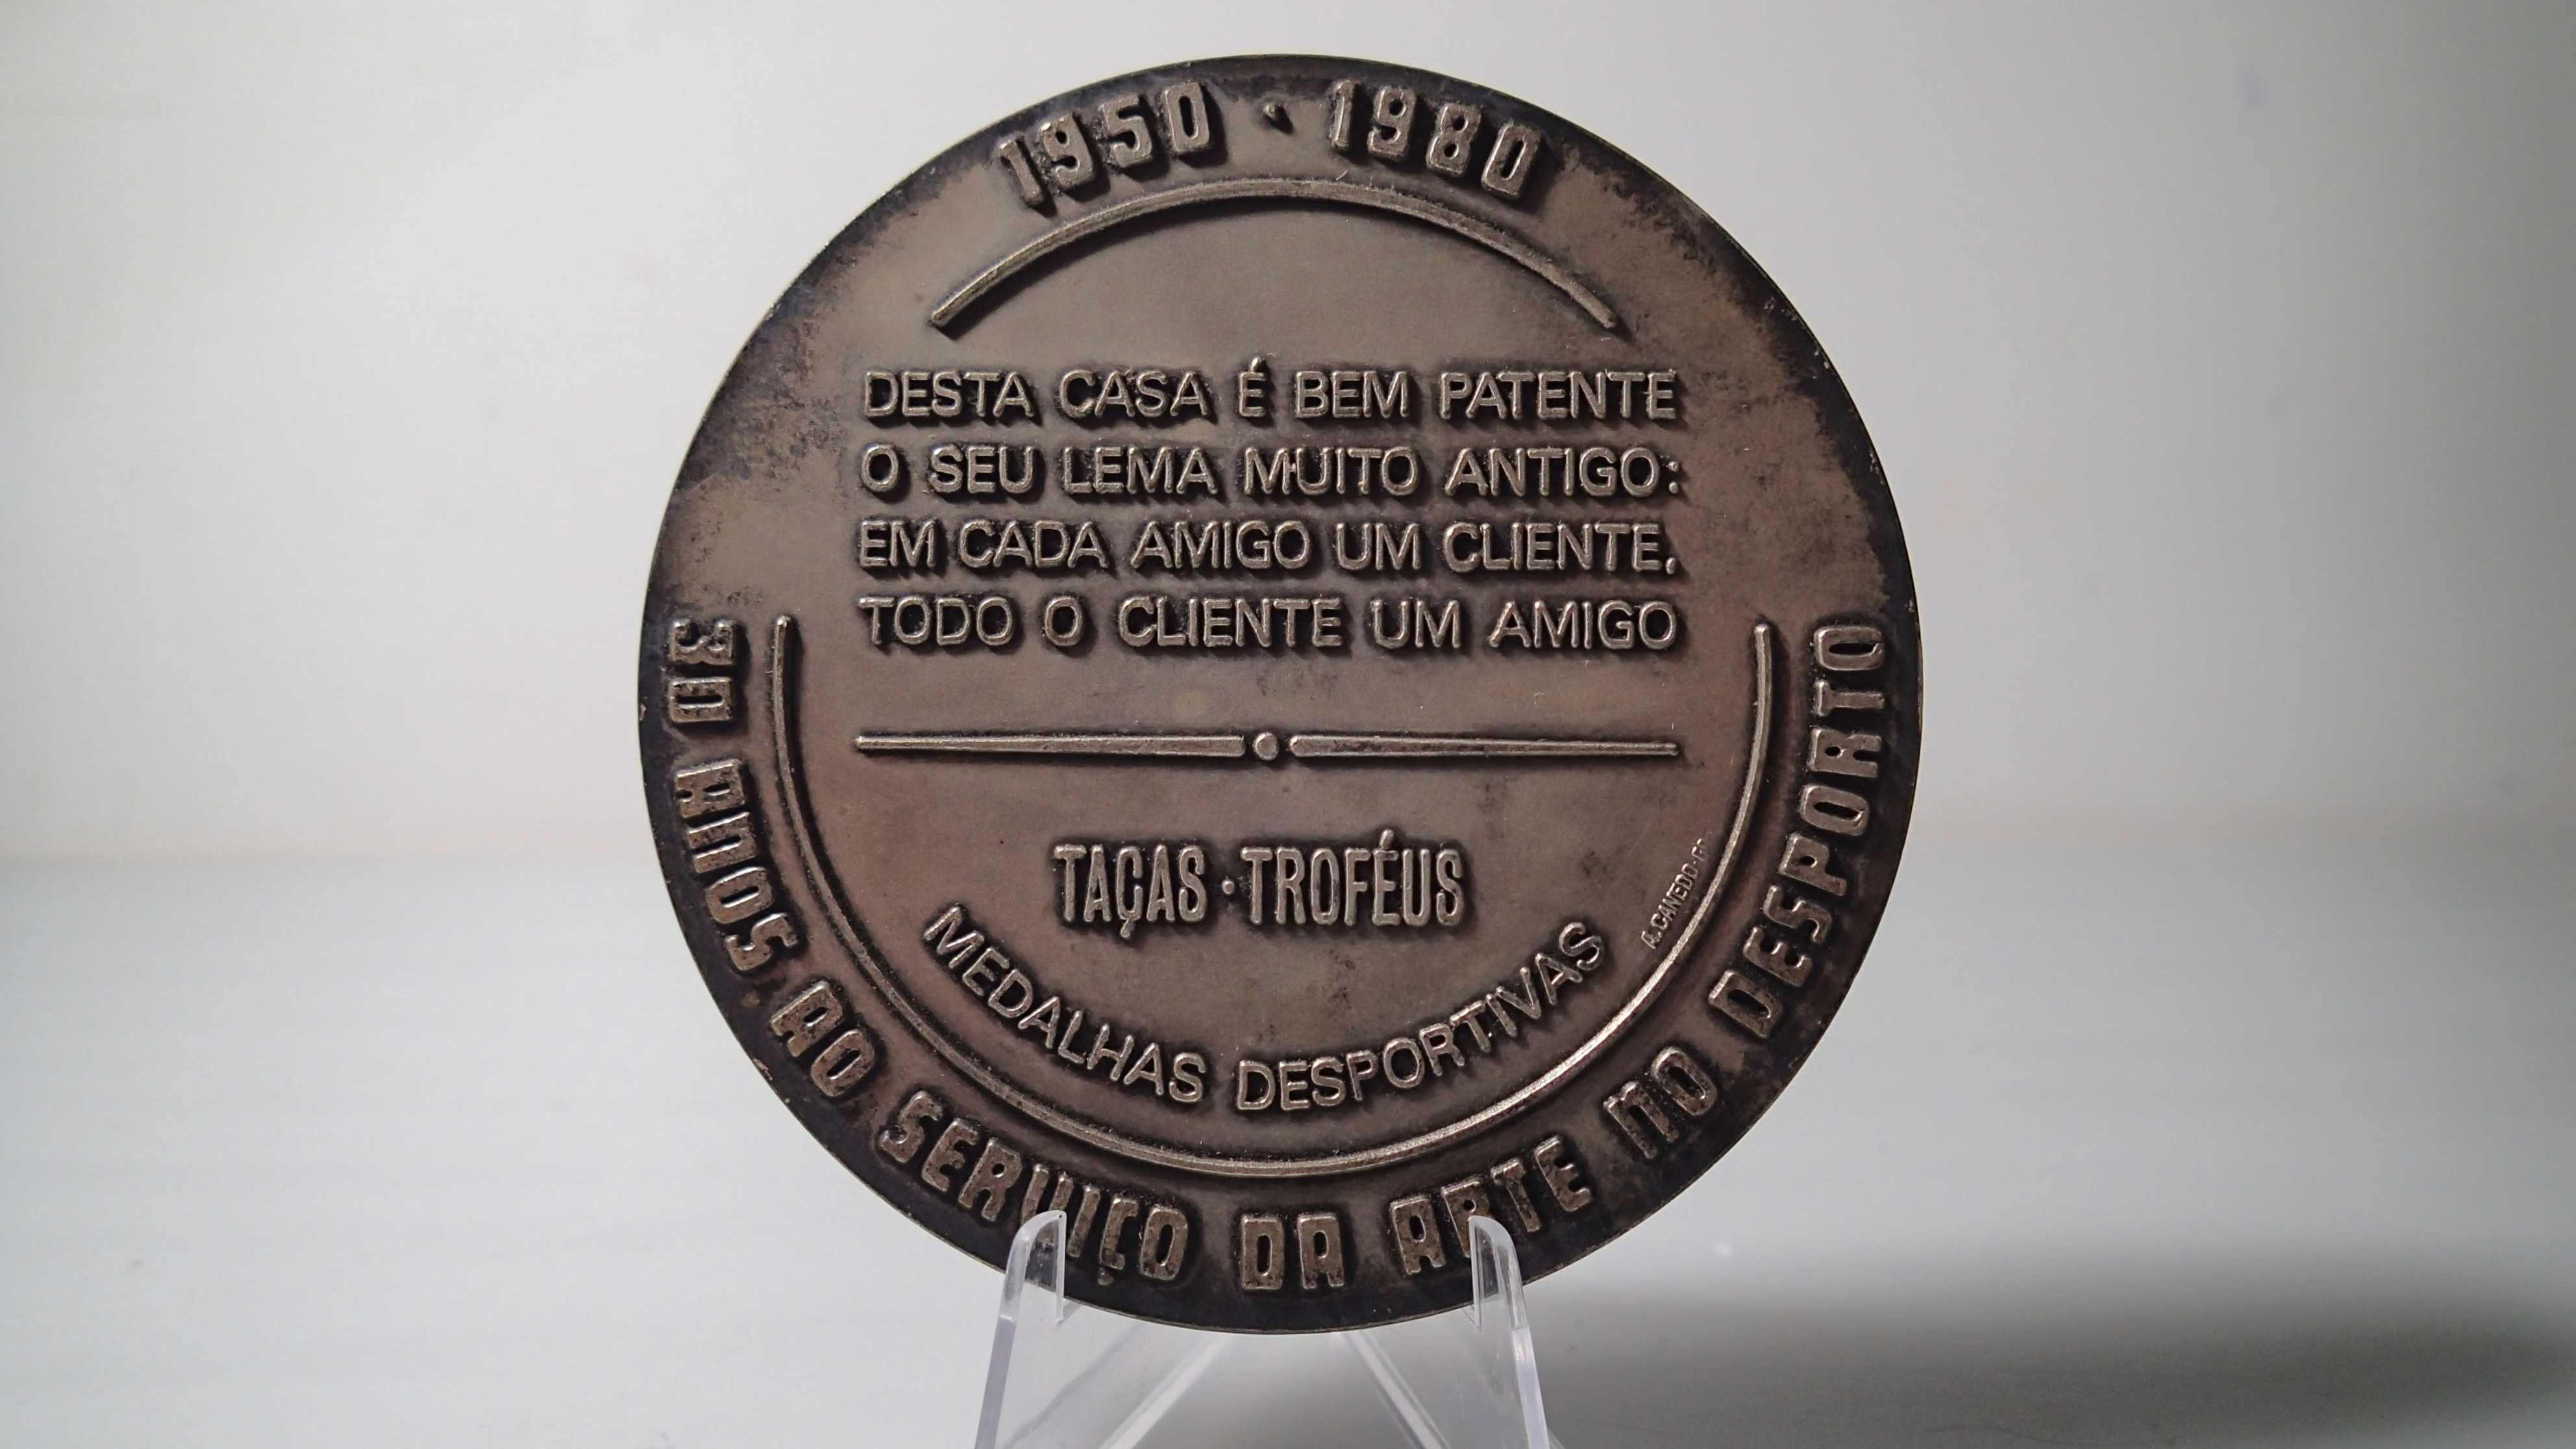 1950 · 1980
DESTA CASA É BEM PATENTE
O SEU LEMA MUITO ANTIGO:
EM CADA AMIGO UM CLIENTE.
TODO O CLIENTE UM AMIGO
TAÇAS · TROFÉUS
MEDALHAS DESPORTIVAS
A. CANEDO
30 ANOS AO SERVIÇO DA ARTE NO DESPORTO